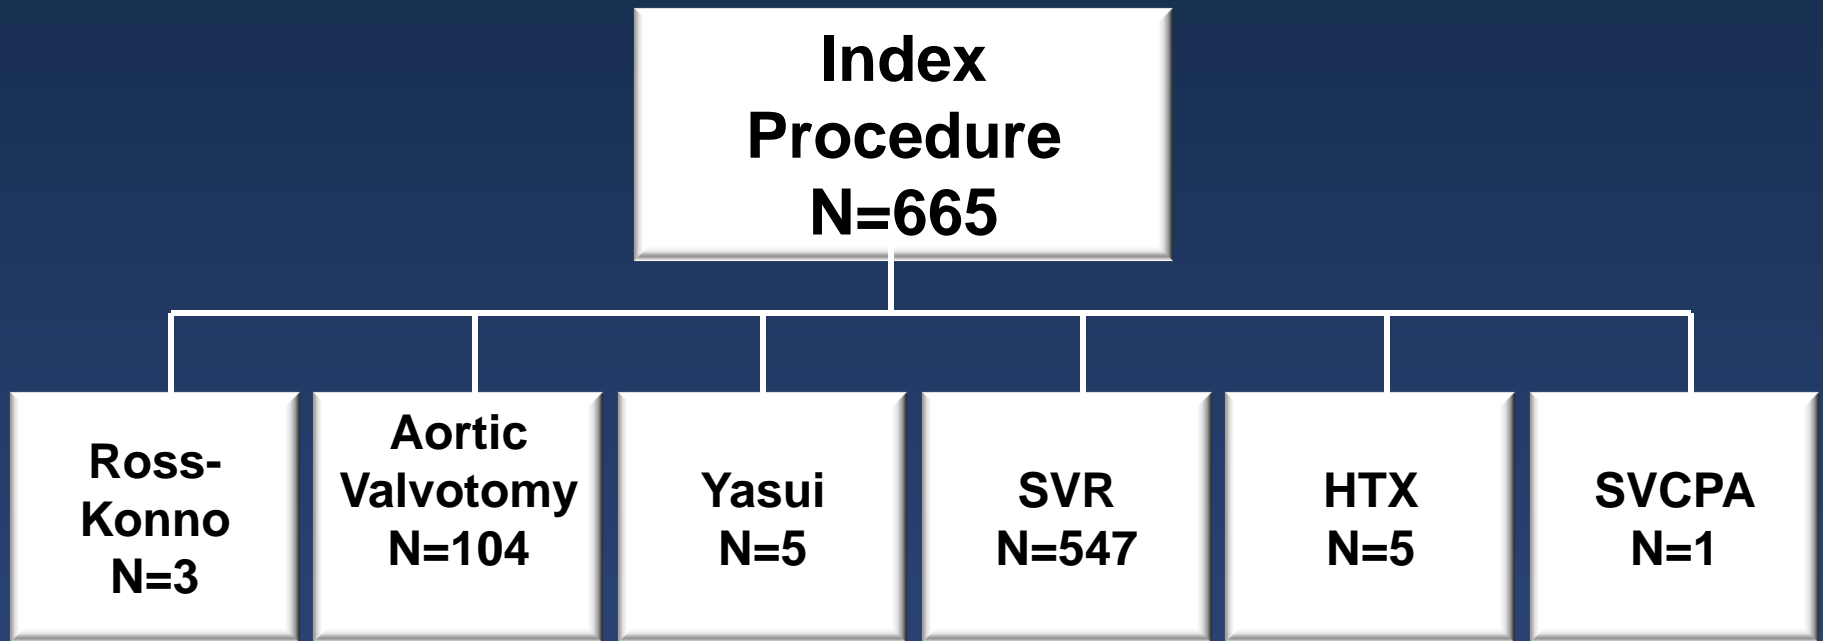 Index
Procedure
N=665
Ross-
Konno
N=3
Aortic
Valvotomy
N=104
Yasui
N=5
SVR
N=547
HTX
N=5
SVCPA
N=1